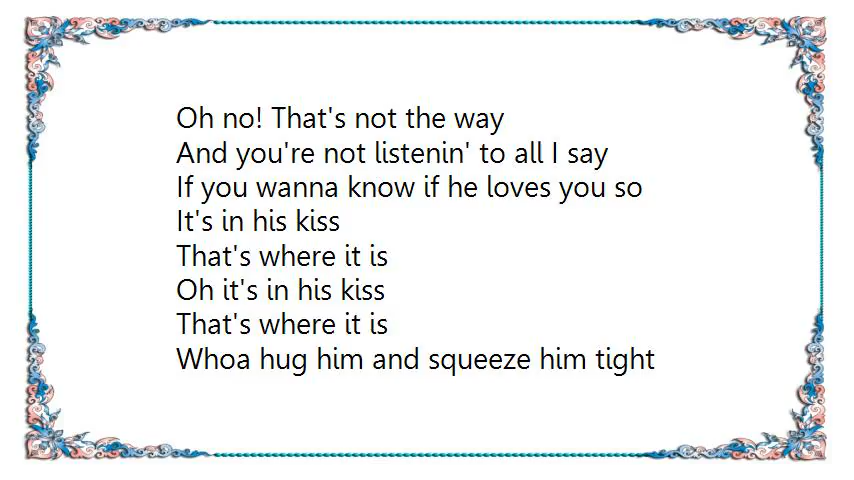 Oh no! That's not the way
And you're not listenin' to all I say
If you wanna know if he loves you so
It's in his kiss
That's where it is
Oh it's in his kiss
That's where it is
Whoa hug him and squeeze him tight